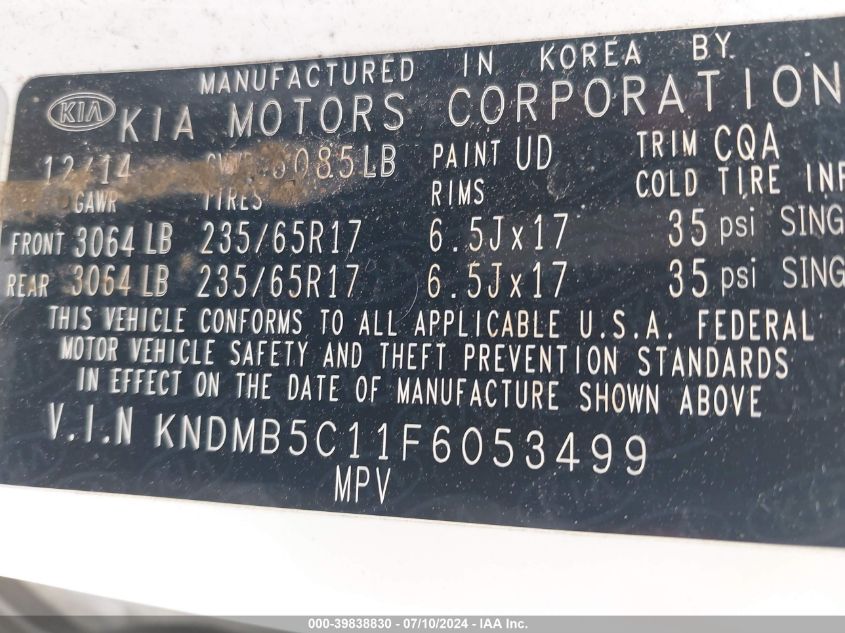 MANUFACTURED IN KOREA BY
KIA KIA MOTORS CORPORATION
12/14 6085LB PAINT UD TRIM CQA
GAWR TIRES RIMS COLD TIRE INF
FRONT 3064 LB 235/65R17 6.5Jx17 35 psi SING
REAR 3064 LB 235/65R17 6.5Jx17 35 psi SING
THIS VEHICLE CONFORMS TO ALL APPLICABLE U.S.A. FEDERAL
MOTOR VEHICLE SAFETY AND THEFT PREVENTION STANDARDS
IN EFFECT ON THE DATE OF MANUFACTURE SHOWN ABOVE
V.I.N KNDMB5C11F6053499
MPV
000-39838830 - 07/10/2024 - IAA Inc.